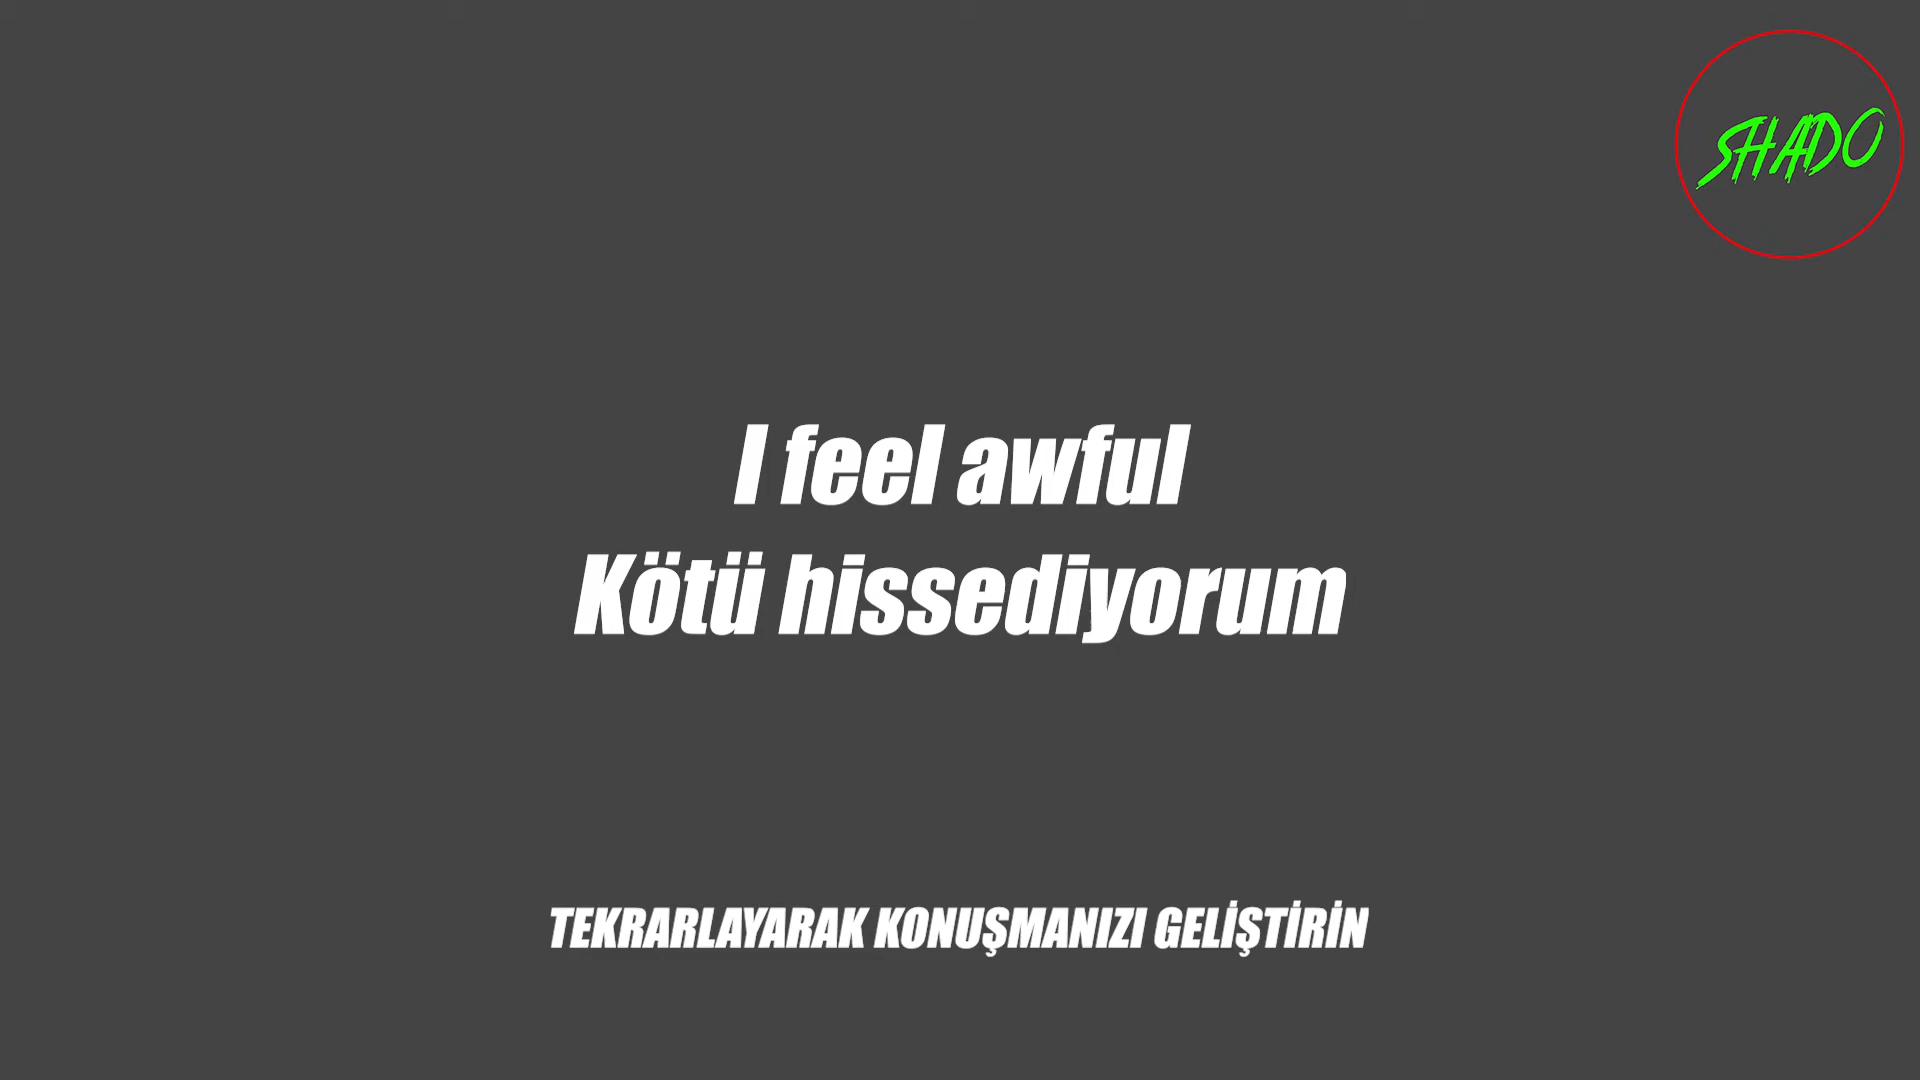 SHADO
I feel awful
Kötü hissediyorum
TEKRARLAYARAK KONUŞMANIZI GELİŞTİRİN